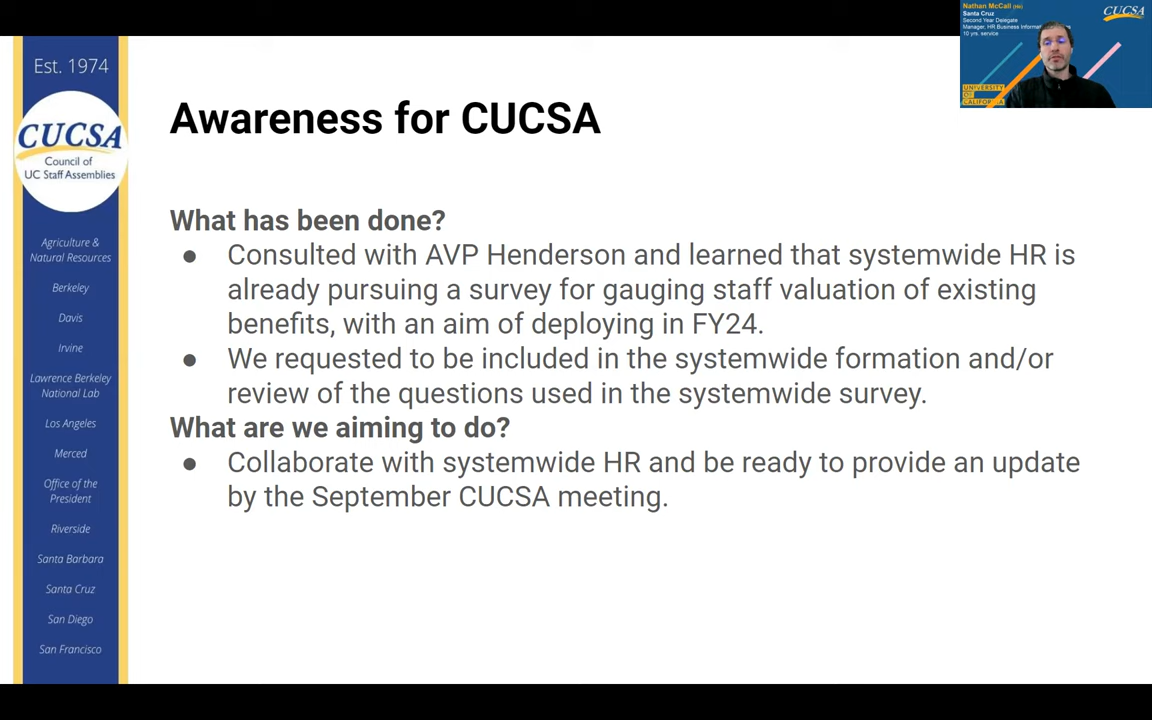 Est. 1974
CUCSA
Council of
UC Staff Assemblies
Agriculture &
Natural Resources
Berkeley
Davis
Irvine
Lawrence Berkeley
National Lab
Los Angeles
Merced
Office of the
President
Riverside
Santa Barbara
Santa Cruz
San Diego
San Francisco
Awareness for CUCSA
What has been done?
● Consulted with AVP Henderson and learned that systemwide HR is
already pursuing a survey for gauging staff valuation of existing
benefits, with an aim of deploying in FY24.
● We requested to be included in the systemwide formation and/or
review of the questions used in the systemwide survey.
What are we aiming to do?
● Collaborate with systemwide HR and be ready to provide an update
by the September CUCSA meeting.
Nathan McCall
Santa Cruz
Second Year Delegate
Manager, HR Business
10 yrs. service
CUCSA
UNIVERSITY
OF
CALIFORNIA